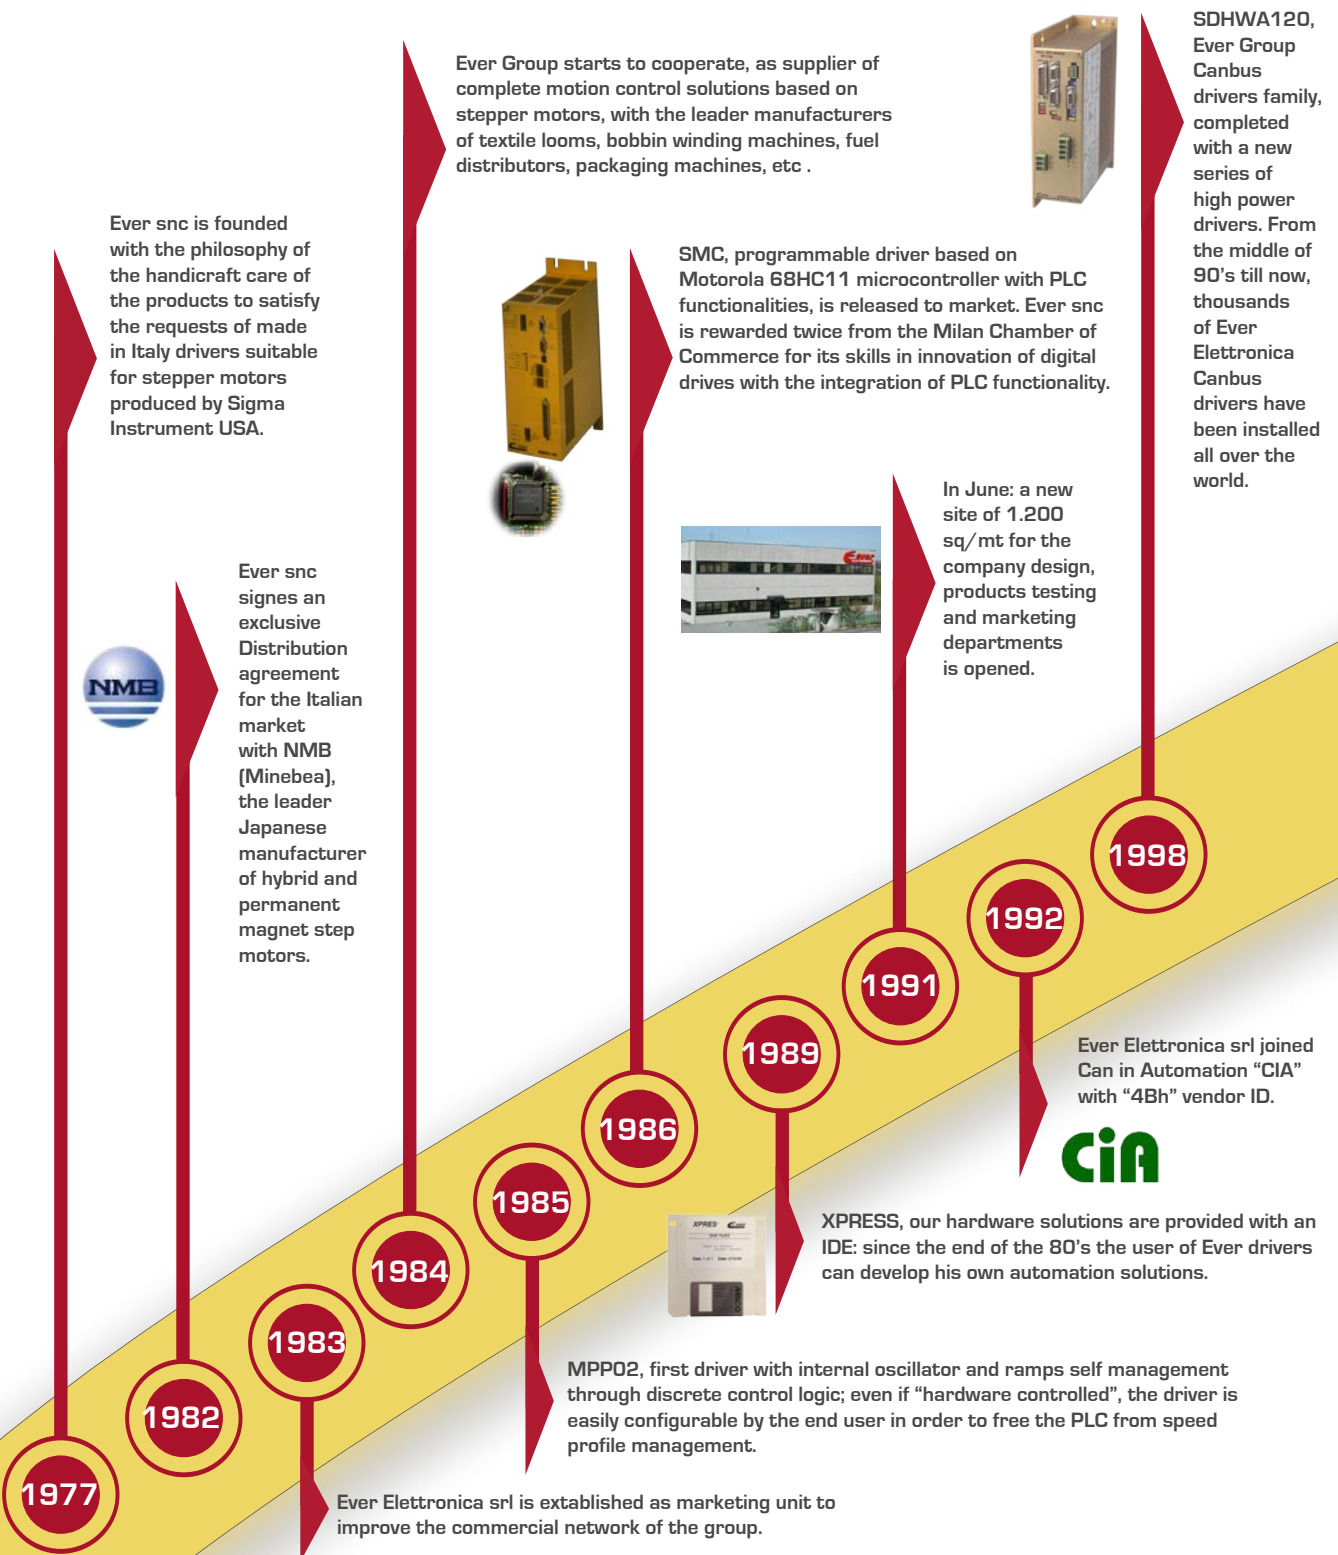 Ever snc is founded
with the philosophy of
the handicraft care of
the products to satisfy
the requests of made
in Italy drivers suitable
for stepper motors
produced by Sigma
Instrument USA.
NMB
Ever snc
signes an
exclusive
Distribution
agreement
for the Italian
market
with NMB
(Minebea),
the leader
Japanese
manufacturer
of hybrid and
permanent
magnet step
motors.
Ever Group starts to cooperate, as supplier of
complete motion control solutions based on
stepper motors, with the leader manufacturers
of textile looms, bobbin winding machines, fuel
distributors, packaging machines, etc .
SMC, programmable driver based on
Motorola 68HC11 microcontroller with PLC
functionalities, is released to market. Ever snc
is rewarded twice from the Milan Chamber of
Commerce for its skills in innovation of digital
drives with the integration of PLC functionality.
In June: a new
site of 1.200
sq/mt for the
company design,
products testing
and marketing
departments
is opened.
SDHWA120,
Ever Group
Canbus
drivers family,
completed
with a new
series of
high power
drivers. From
the middle of
90's till now,
thousands
of Ever
Elettronica
Canbus
drivers have
been installed
all over the
world.
1998
1992
1991
1989
1986
1985
1984
1983
1982
1977
Ever Elettronica srl joined
Can in Automation “CIA”
with “4Bh” vendor ID.
CiA
XPRESS, our hardware solutions are provided with an
IDE: since the end of the 80's the user of Ever drivers
can develop his own automation solutions.
XPRES
MPP02, first driver with internal oscillator and ramps self management
through discrete control logic; even if “hardware controlled”, the driver is
easily configurable by the end user in order to free the PLC from speed
profile management.
Ever Elettronica srl is extablished as marketing unit to
improve the commercial network of the group.